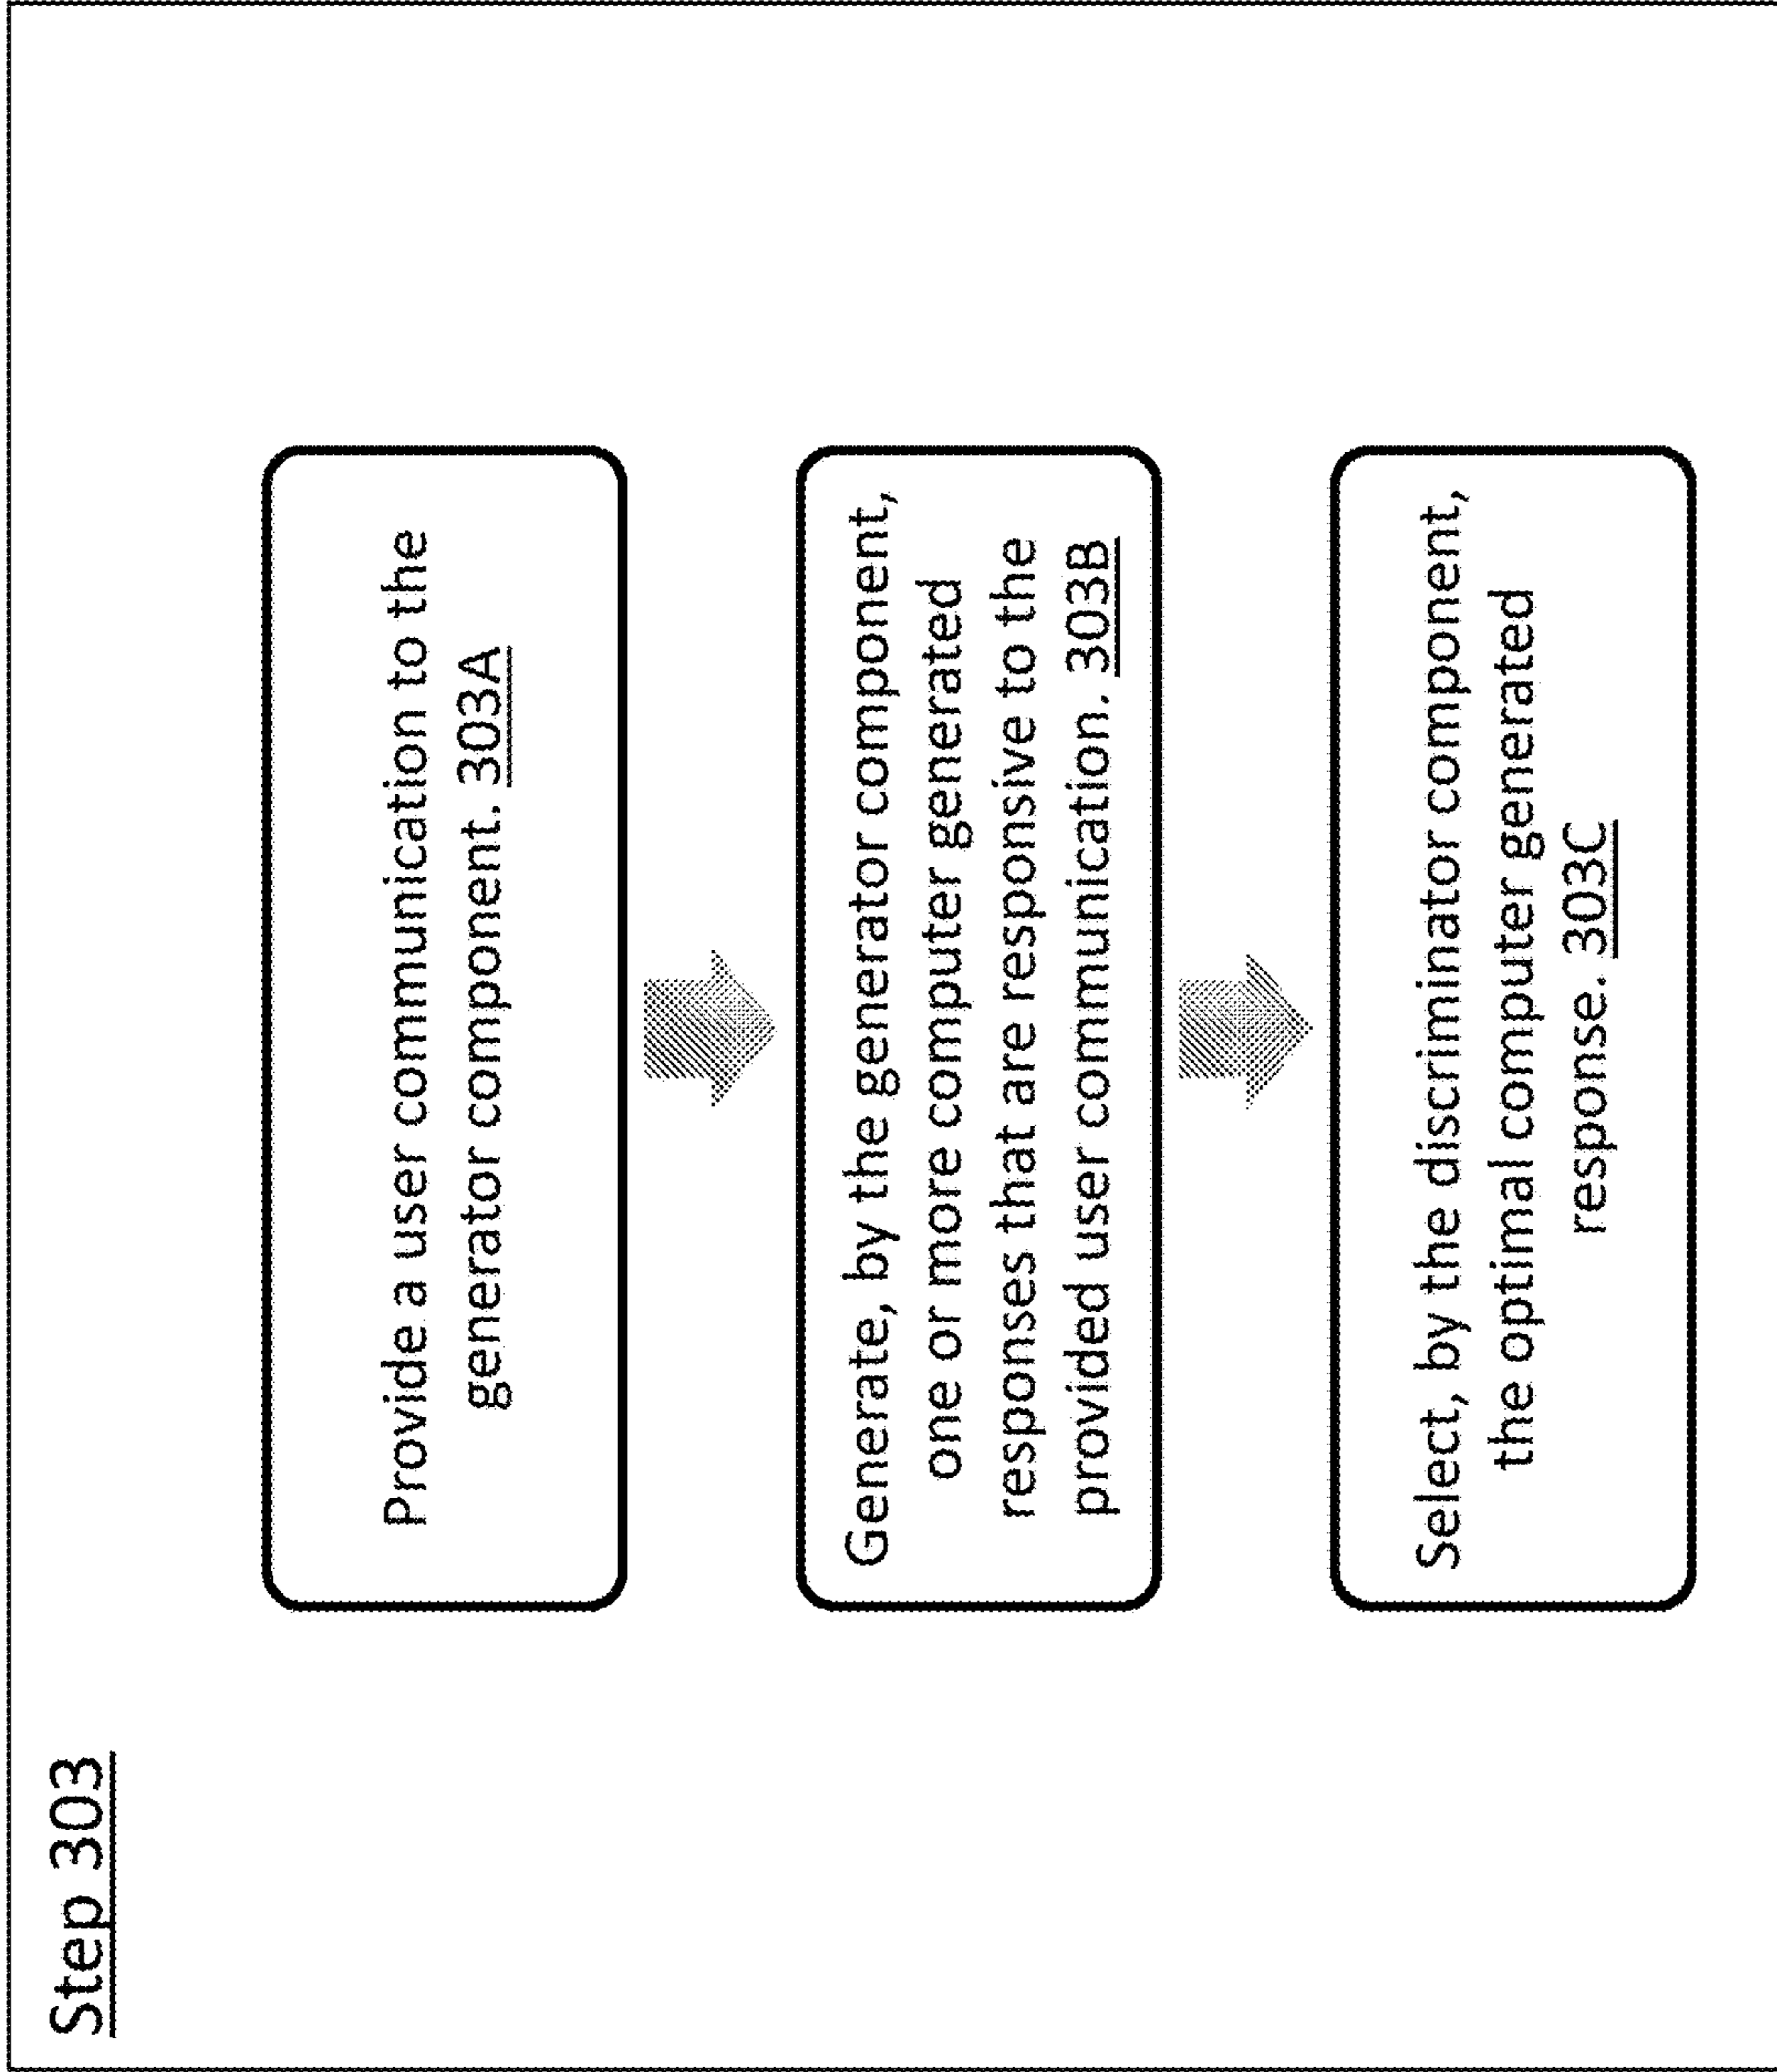 Step 303
Provide a user communication to the
generator component. 303A
Generate, by the generator component,
one or more computer generated
responses that are responsive to the
provided user communication. 303B
Select, by the discriminator component,
the optimal computer generated
response. 303C